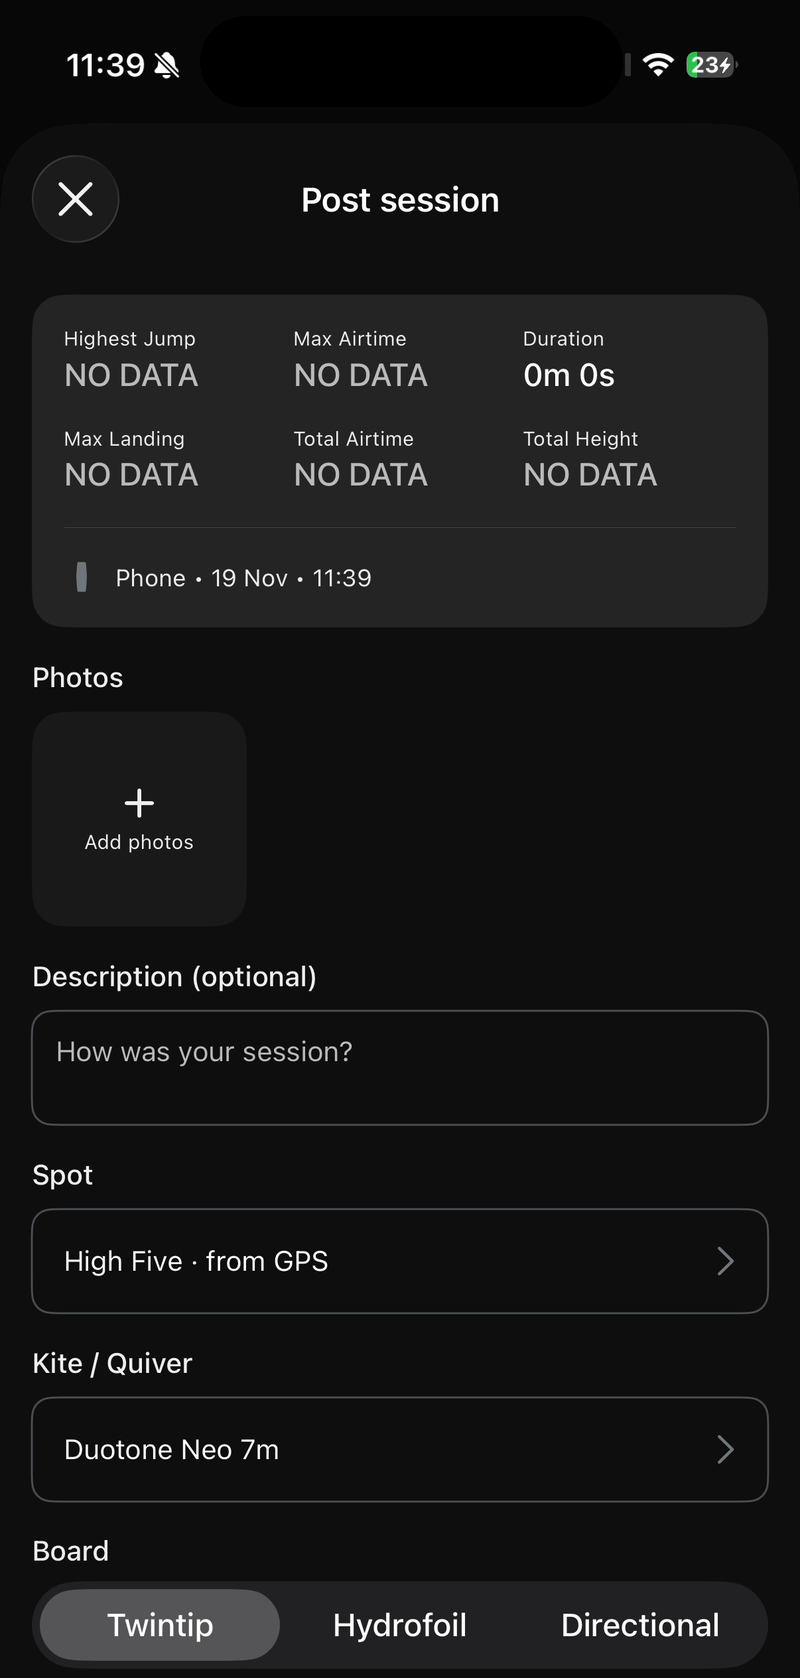 11:39
23
Post session
Highest Jump Max Airtime Duration
NO DATA NO DATA 0m 0s
Max Landing Total Airtime Total Height
NO DATA NO DATA NO DATA
Phone • 19 Nov • 11:39
Photos
Add photos
Description (optional)
How was your session?
Spot
High Five · from GPS
Kite / Quiver
Duotone Neo 7m
Board
Twintip Hydrofoil Directional